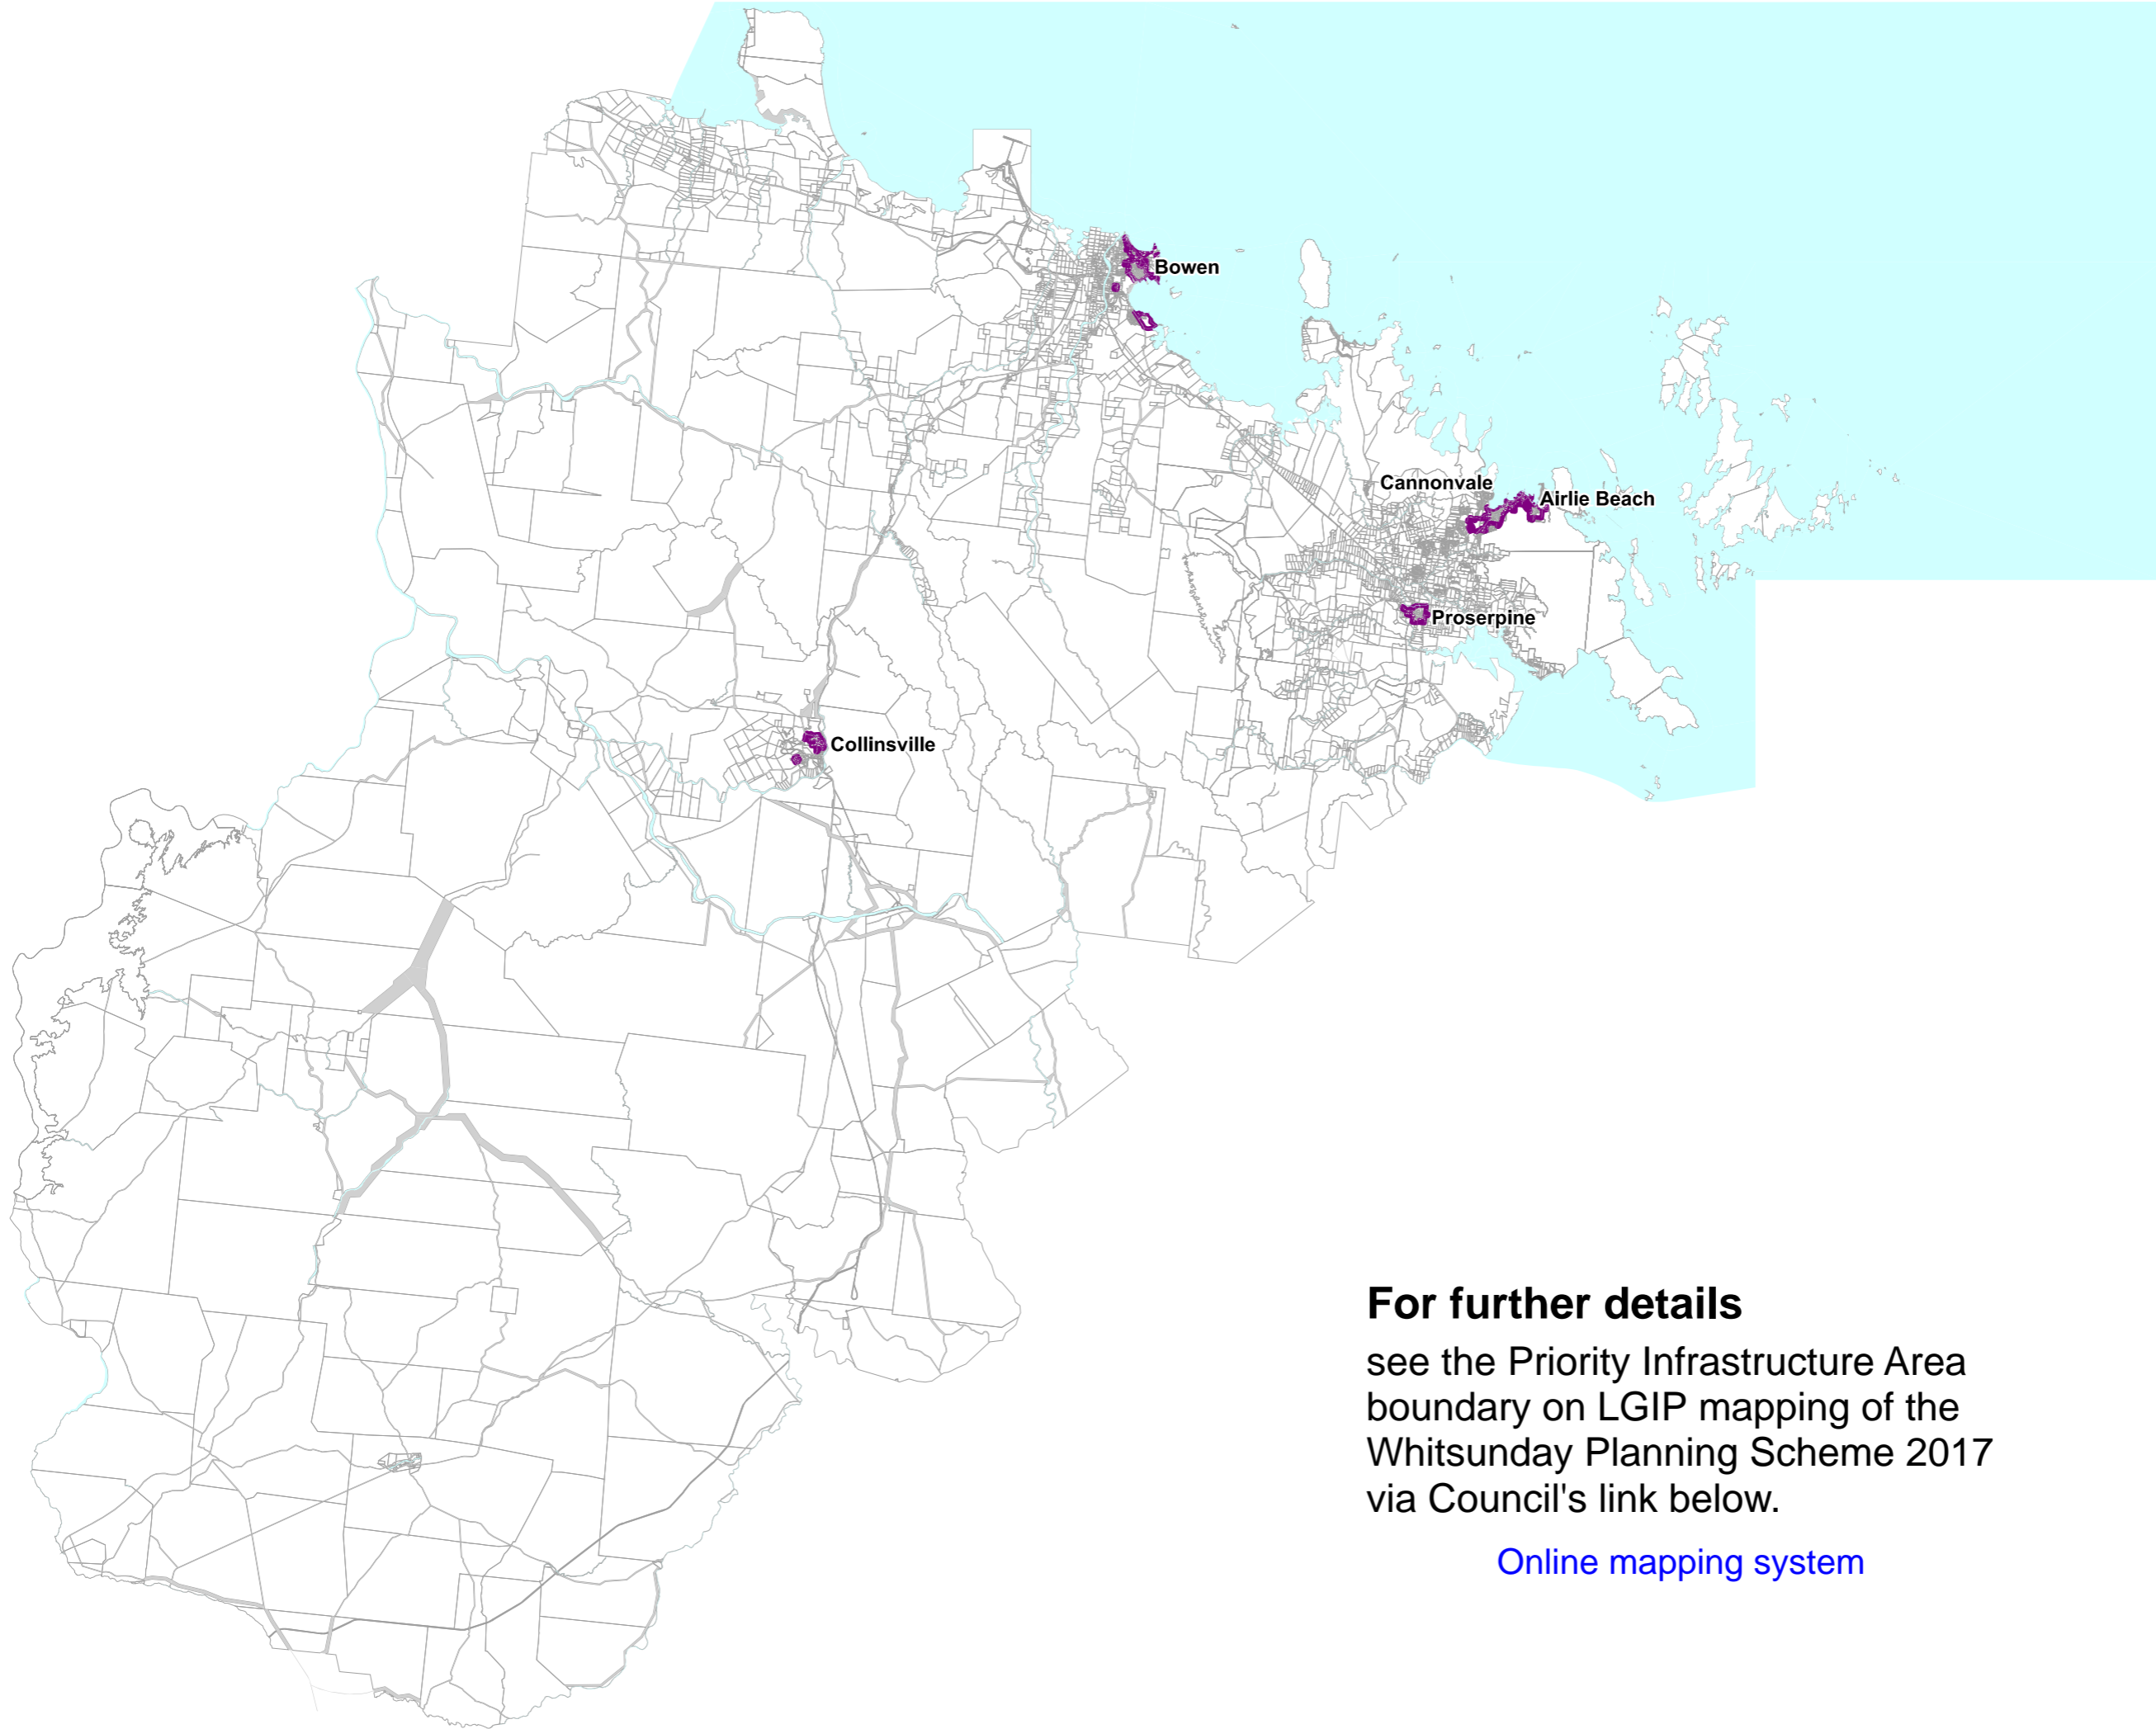 Bowen
Cannonvale
Airlie Beach
Proserpine
Collinsville
For further details
see the Priority Infrastructure Area
boundary on LGIP mapping of the
Whitsunday Planning Scheme 2017
via Council's link below.
Online mapping system